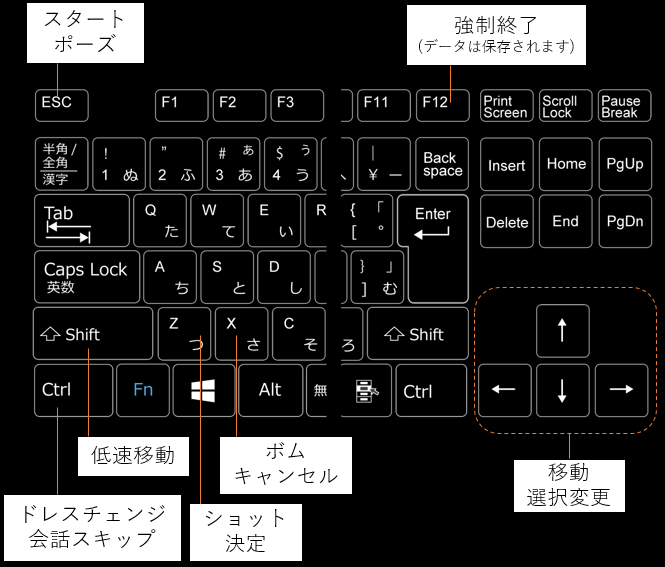 スタート
ポーズ
強制終了
(データは保存されます)
ESC F1 F2 F3 F11 F12 Print Screen Scroll Lock Pause Break
半角/全角 漢字 ! 1 ぬ ” 2 ふ # ぁ 3 あ $ ぅ 4 う | ¥ ー Back space Insert Home PgUp
Tab Q た W て E い R { 「 [ ° Enter Delete End PgDn
Caps Lock 英数 A ち S と D し } 」 ] む
Shift Z つ X さ C そ ろ Shift ↑
Ctrl Fn Alt 無 Ctrl ← ↓ →
低速移動
ボム
キャンセル
移動
選択変更
ドレスチェンジ
会話スキップ
ショット
決定